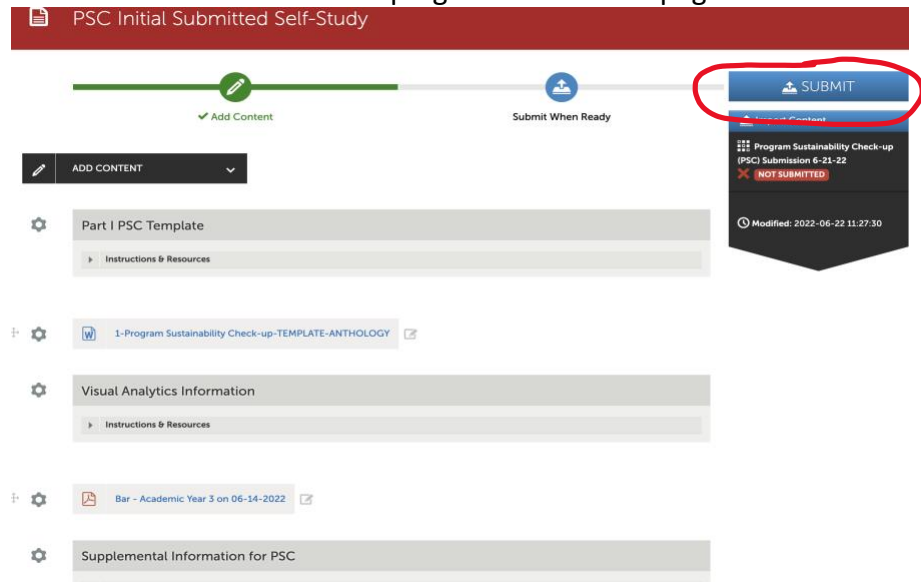 PSC Initial Submitted Self-Study
SUBMIT
Add Content
Submit When Ready
Import Content
Program Sustainability Check-up
(PSC) Submission 6-21-22
NOT SUBMITTED
ADD CONTENT
Part I PSC Template
Modified: 2022-06-22 11:27:30
Instructions & Resources
1-Program Sustainability Check-up-TEMPLATE-ANTHOLOGY
Visual Analytics Information
Instructions & Resources
Bar - Academic Year 3 on 06-14-2022
Supplemental Information for PSC